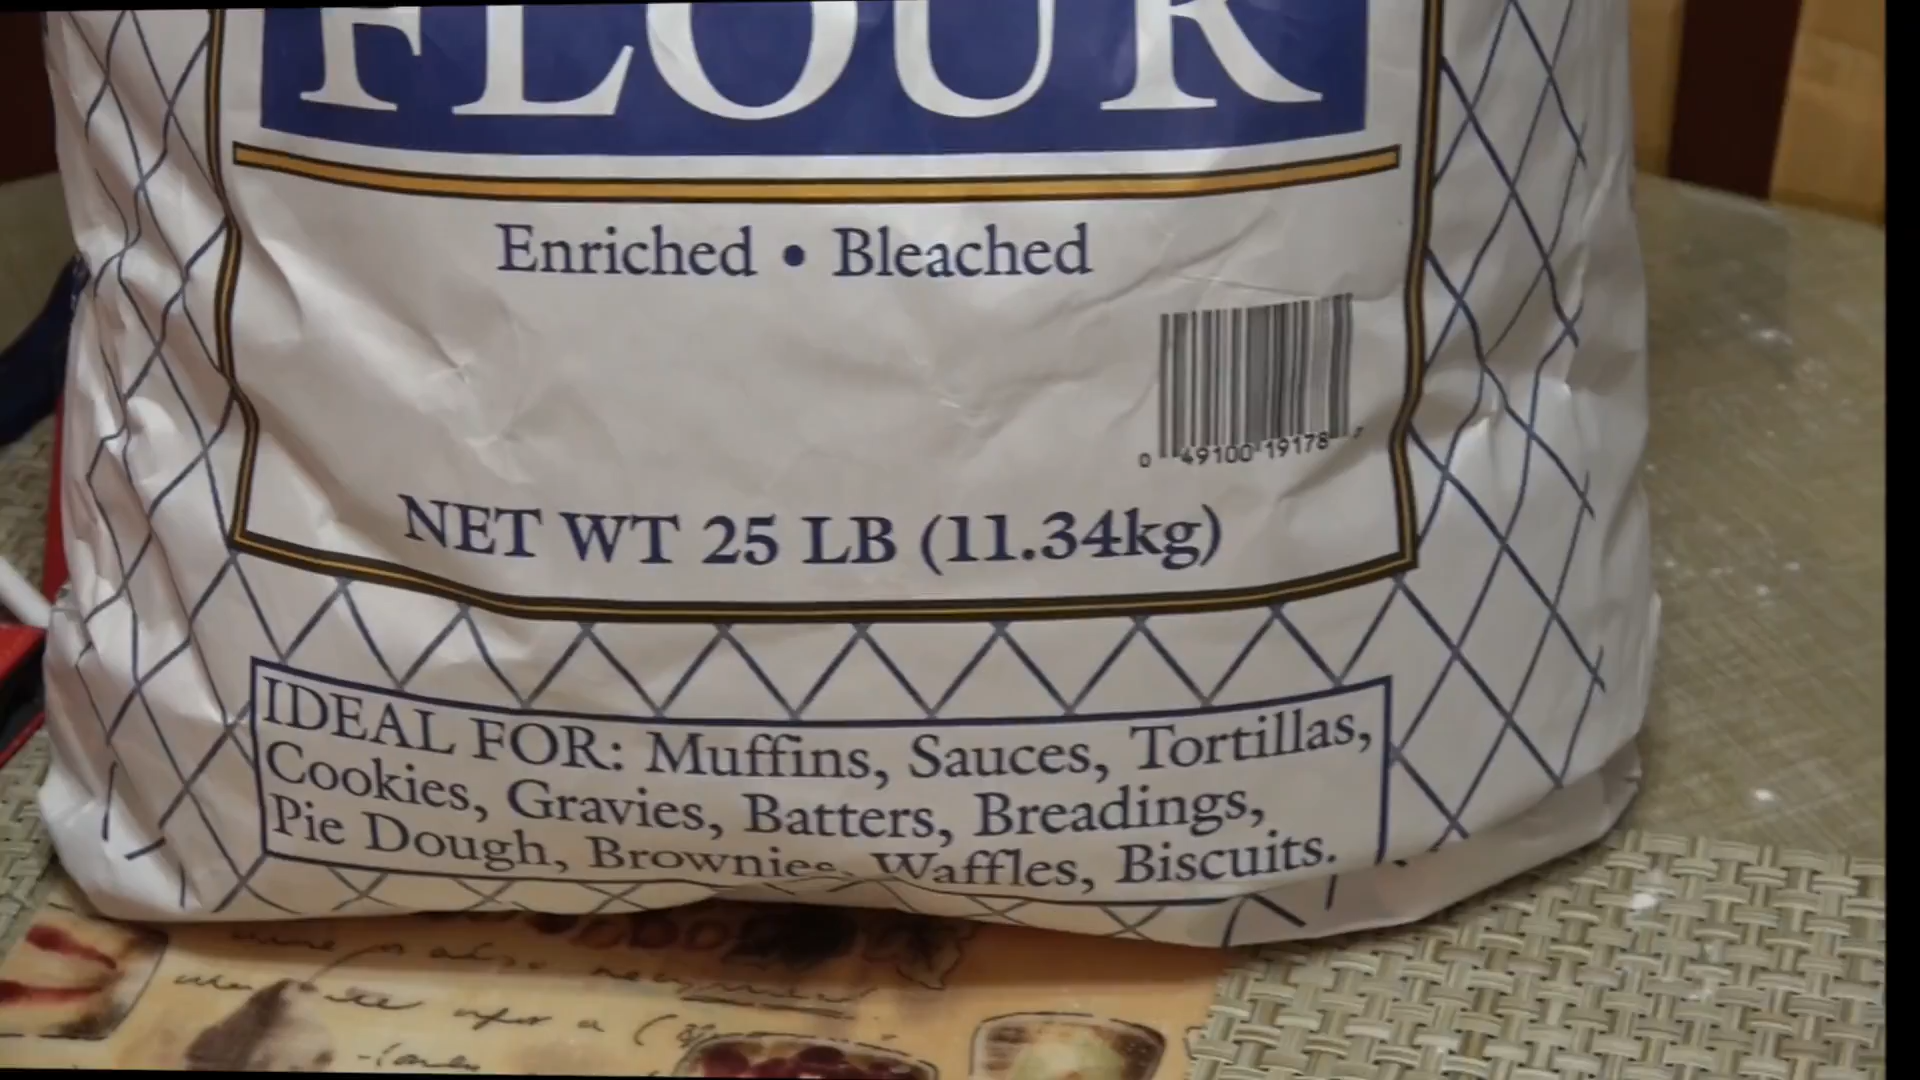 FLOUR
Enriched • Bleached
0 49100 19178
NET WT 25 LB (11.34kg)
IDEAL FOR: Muffins, Sauces, Tortillas,
Cookies, Gravies, Batters, Breadings,
Pie Dough, Brownies, Waffles, Biscuits.